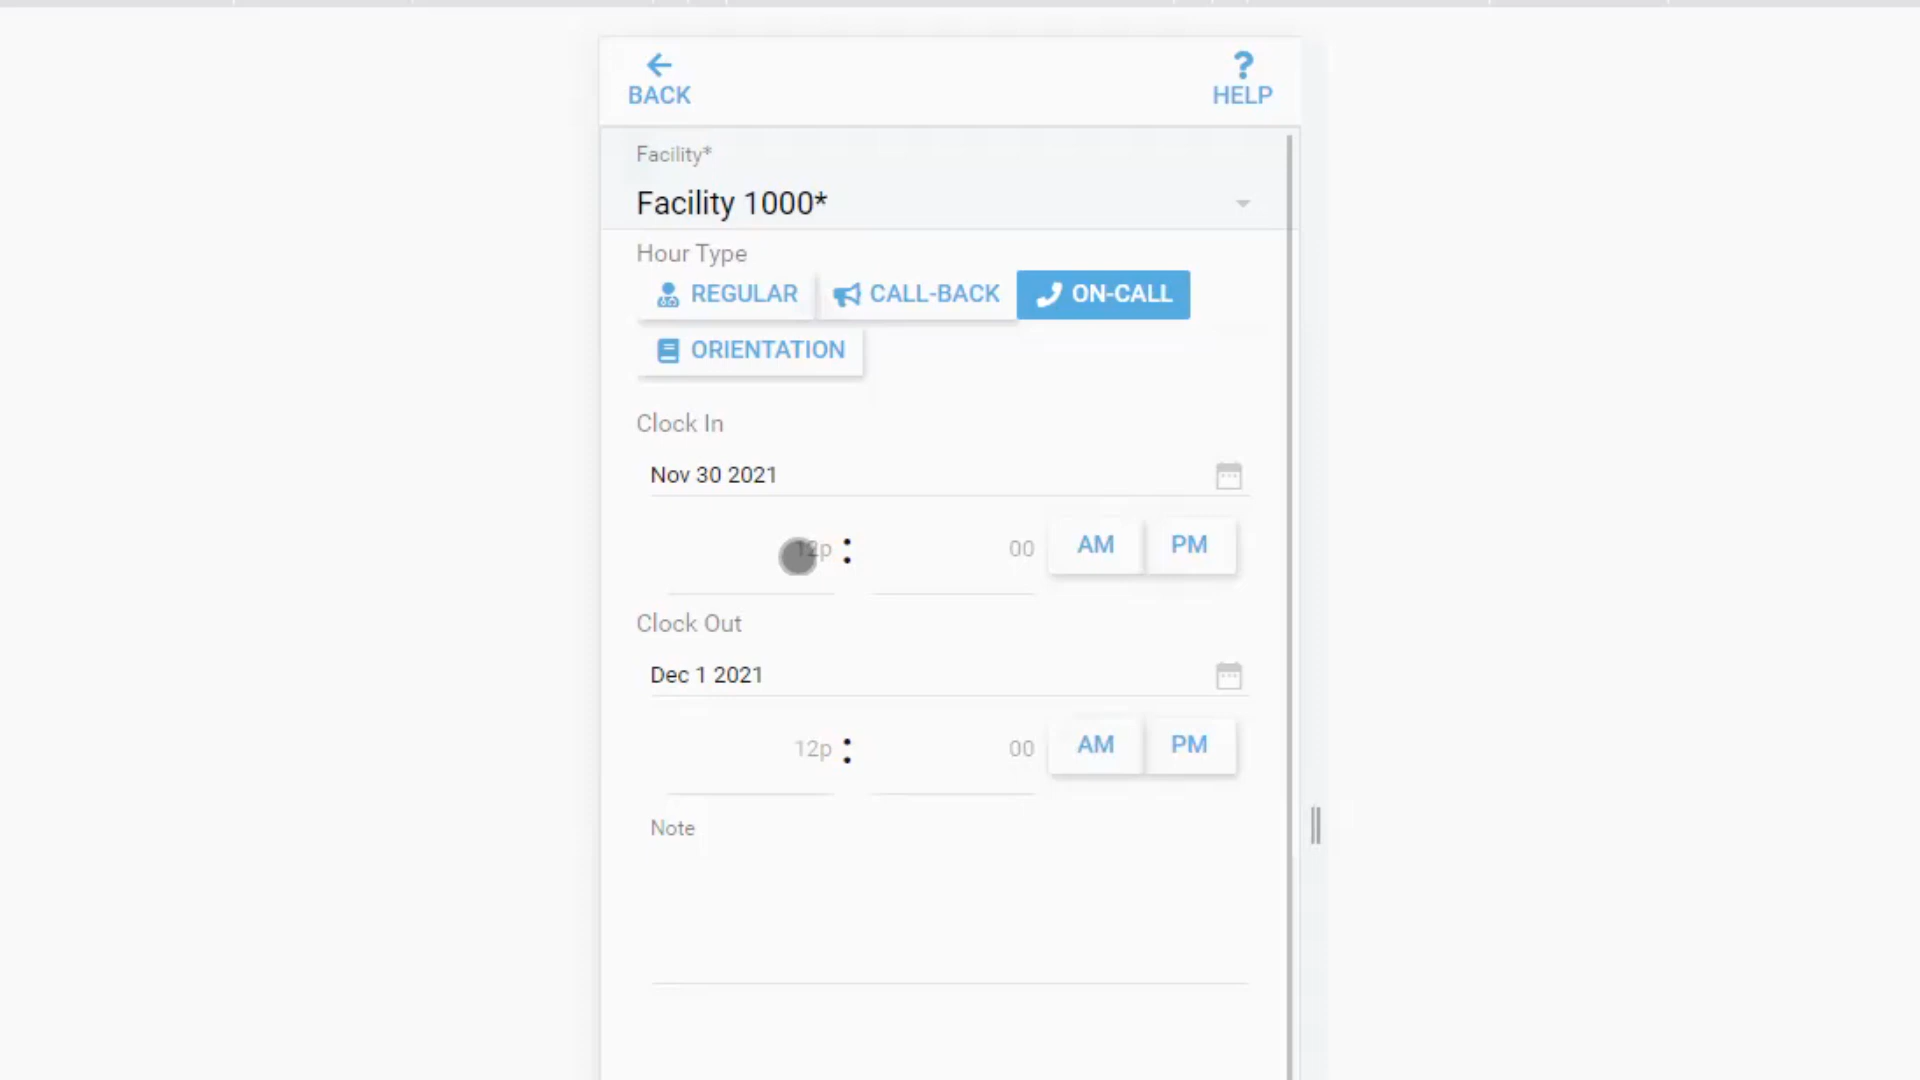 BACK
? HELP
Facility*
Facility 1000*
Hour Type
REGULAR CALL-BACK ON-CALL
ORIENTATION
Clock In
Nov 30 2021
12p : 00 AM PM
Clock Out
Dec 1 2021
12p : 00 AM PM
Note